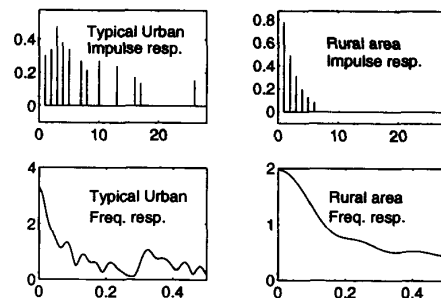 Typical Urban
Impulse resp.
0.4
0.2
0
0 10 20
Rural area
Impulse resp.
0.8
0.6
0.4
0.2
0
0 10 20
Typical Urban
Freq. resp.
4
2
0
0 0.2 0.4
Rural area
Freq. resp.
2
1
0
0 0.2 0.4